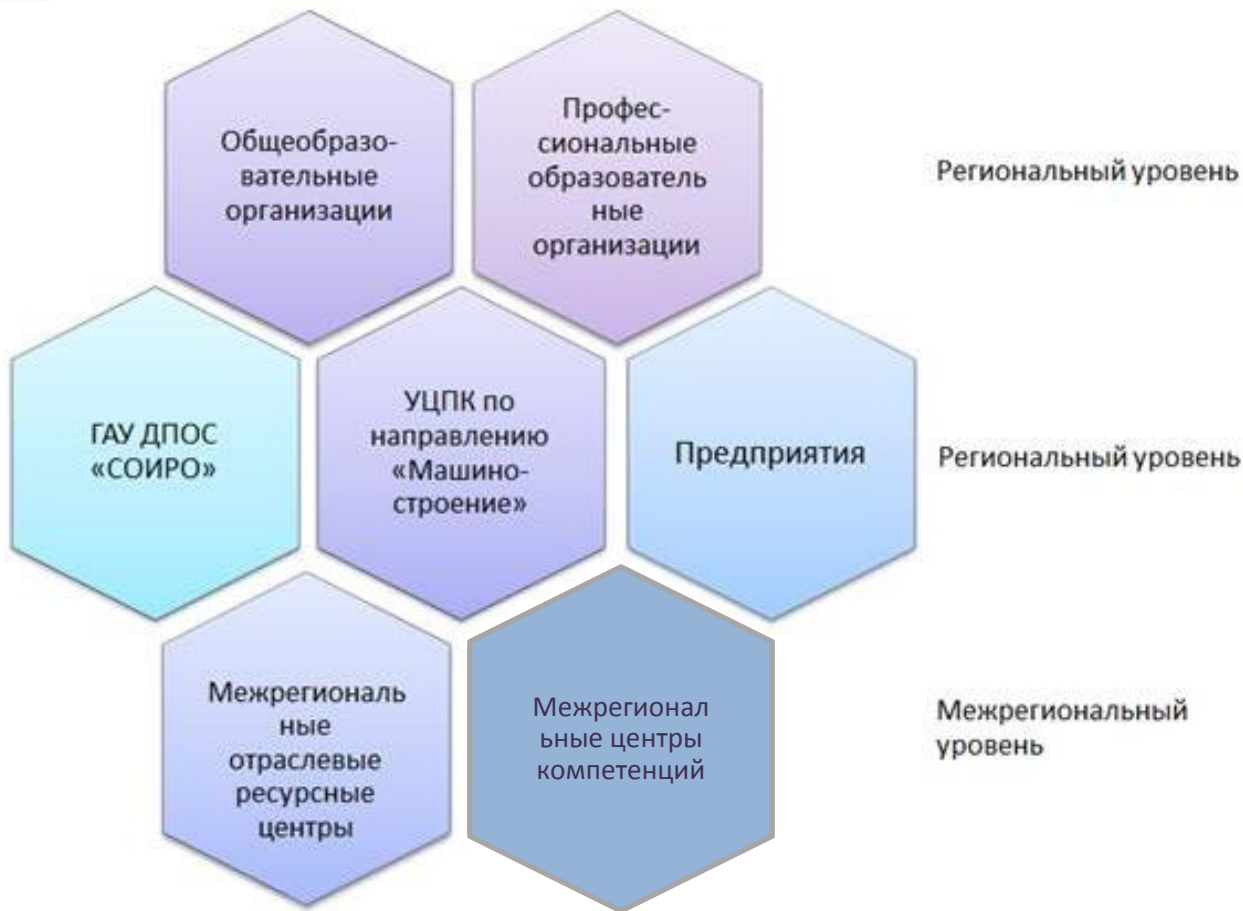 Общеобразо-
вательные
организации
Профес-
сиональные
образователь
ные
организации
Региональный уровень
ГАУ ДПОС
«СОИРО»
УЦПК по
направлению
«Машино-
строение»
Предприятия
Региональный уровень
Межрегиональ
ные
отраслевые
ресурсные
центры
Межрегионал
ьные центры
компетенций
Межрегиональный
уровень